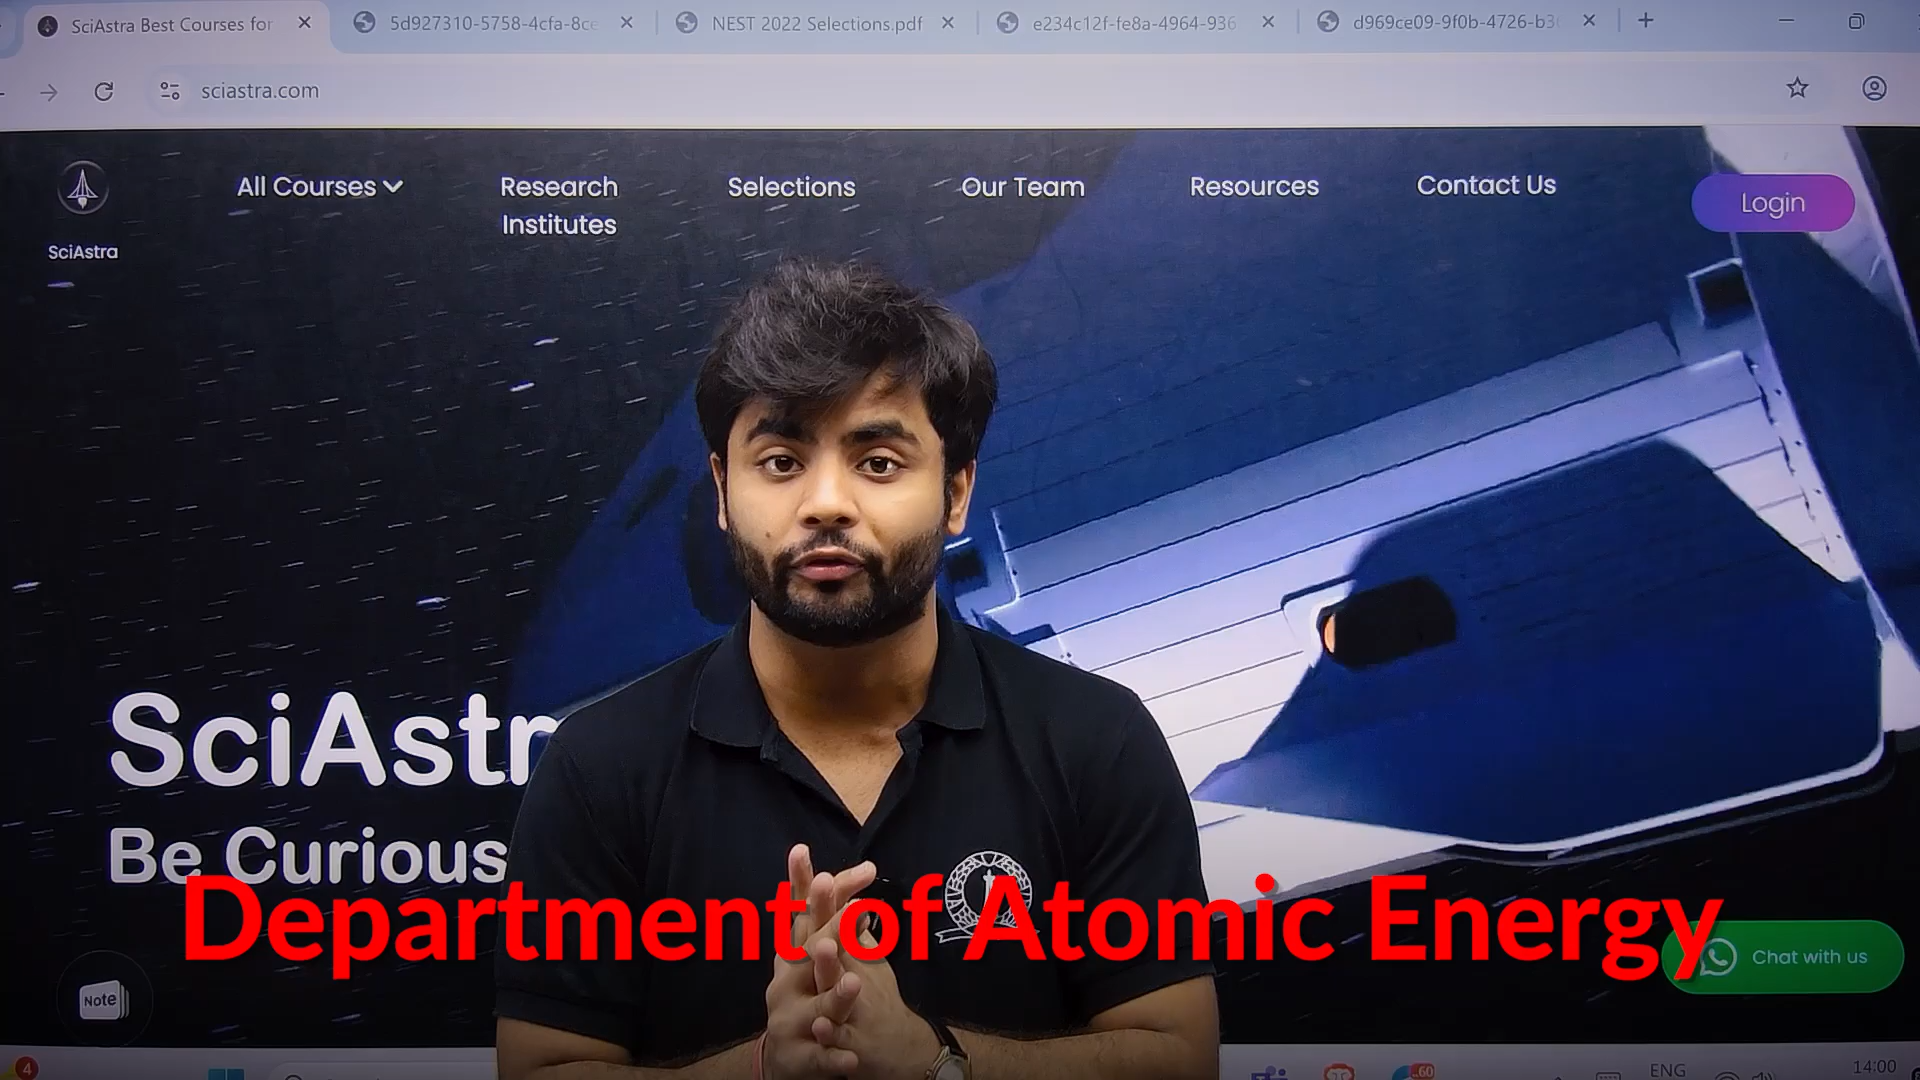 SciAstra Best Courses for
5d927310-5758-4cfa-8ce
NEST 2022 Selections.pdf
e234c12f-fe8a-4964-936
d969ce09-9f0b-4726-b3
sciastra.com
All Courses
Research
Institutes
Selections
Our Team
Resources
Contact Us
Login
SciAstra
SciAstr
Be Curious
Department of Atomic Energy
Chat with us
Note
4
60
ENG
14:00